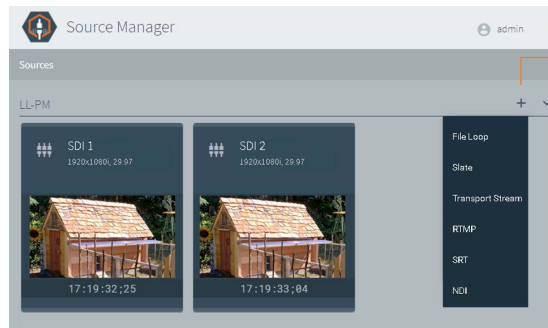 Source Manager
admin
Sources
LL-PM
+
SDI 1
1920x1080i, 29.97
17:19:32;25
SDI 2
1920x1080i, 29.97
17:19:33;04
File Loop
Slate
Transport Stream
RTMP
SRT
NDI